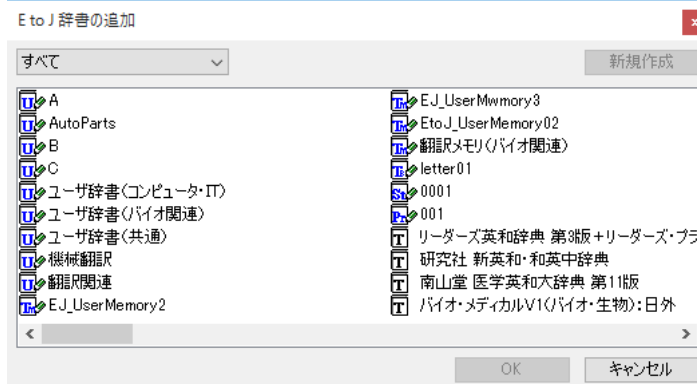 E to J 辞書の追加
すべて
新規作成
A
AutoParts
B
C
ユーザ辞書(コンピュータ・IT)
ユーザ辞書(バイオ関連)
ユーザ辞書(共通)
機械翻訳
翻訳関連
EJ_UserMemory2
EJ_UserMwmory3
EtoJ_UserMemory02
翻訳メモリ(バイオ関連)
letter01
0001
001
リーダーズ英和辞典 第3版+リーダーズ・プラ
研究社 新英和・和英中辞典
南山堂 医学英和大辞典 第11版
バイオ・メディカルV1(バイオ・生物):日外
OK
キャンセル